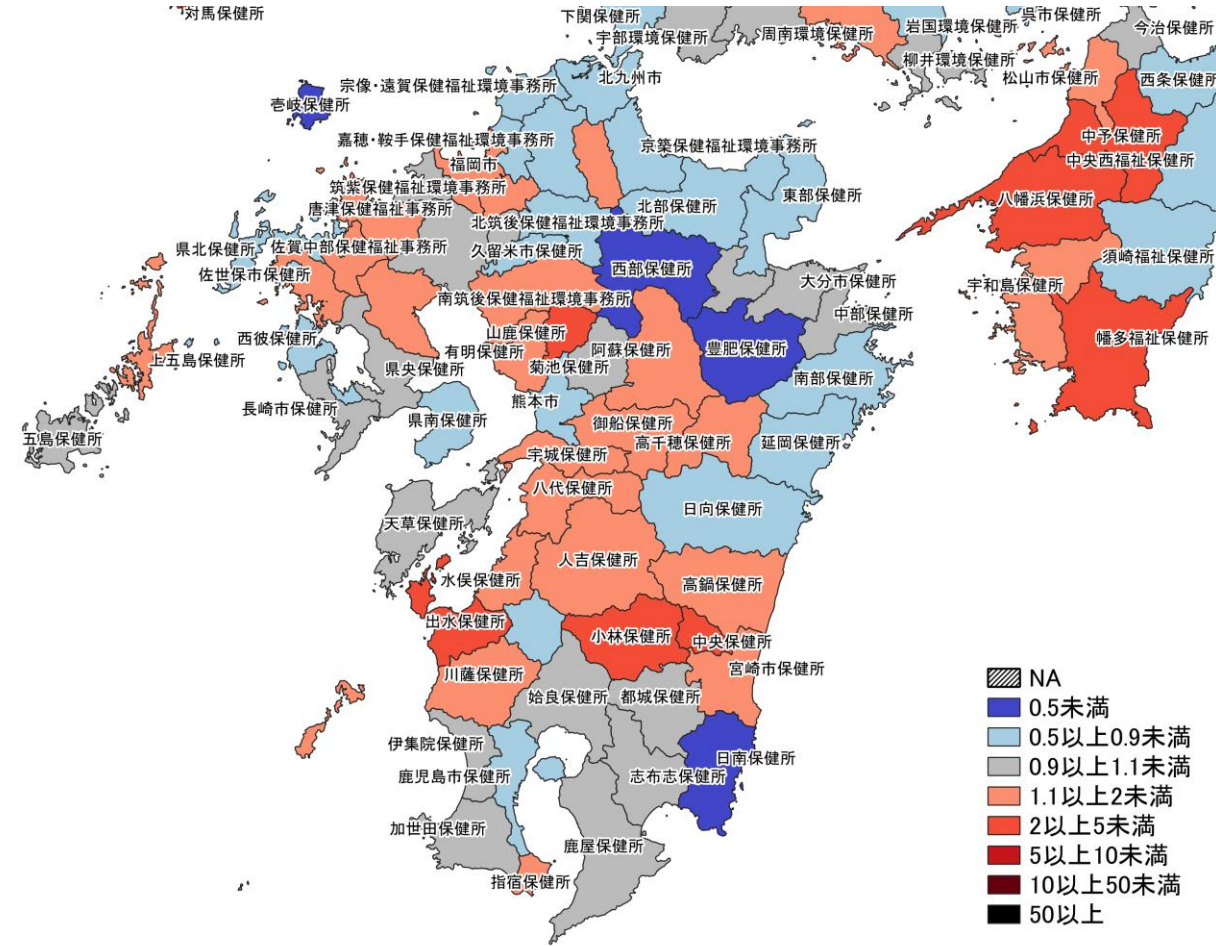 対馬保健所
下関保健所
宇部環境保健所
周南環境保健所
岩国環境保健所
呉市保健所
今治保健所
柳井環境保健所
松山市保健所
西条保健所
宗像・遠賀保健福祉環境事務所
北九州市
壱岐保健所
嘉穂・鞍手保健福祉環境事務所
京築保健福祉環境事務所
福岡市
中予保健所
中央西福祉保健所
筑紫保健福祉環境事務所
唐津保健福祉事務所
東部保健所
北部保健所
八幡浜保健所
北筑後保健福祉環境事務所
県北保健所
佐賀中部保健福祉事務所
久留米市保健所
須崎福祉保健所
佐世保市保健所
西部保健所
大分市保健所
宇和島保健所
南筑後保健福祉環境事務所
中部保健所
西彼保健所
山鹿保健所
幡多福祉保健所
有明保健所
阿蘇保健所
豊肥保健所
上五島保健所
県央保健所
菊池保健所
南部保健所
長崎市保健所
県南保健所
熊本市
五島保健所
御船保健所
高千穂保健所
延岡保健所
宇城保健所
八代保健所
天草保健所
日向保健所
人吉保健所
水俣保健所
高鍋保健所
出水保健所
小林保健所
中央保健所
川薩保健所
宮崎市保健所
姶良保健所
都城保健所
伊集院保健所
鹿児島市保健所
志布志保健所
日南保健所
加世田保健所
鹿屋保健所
指宿保健所
NA
0.5未満
0.5以上0.9未満
0.9以上1.1未満
1.1以上2未満
2以上5未満
5以上10未満
10以上50未満
50以上